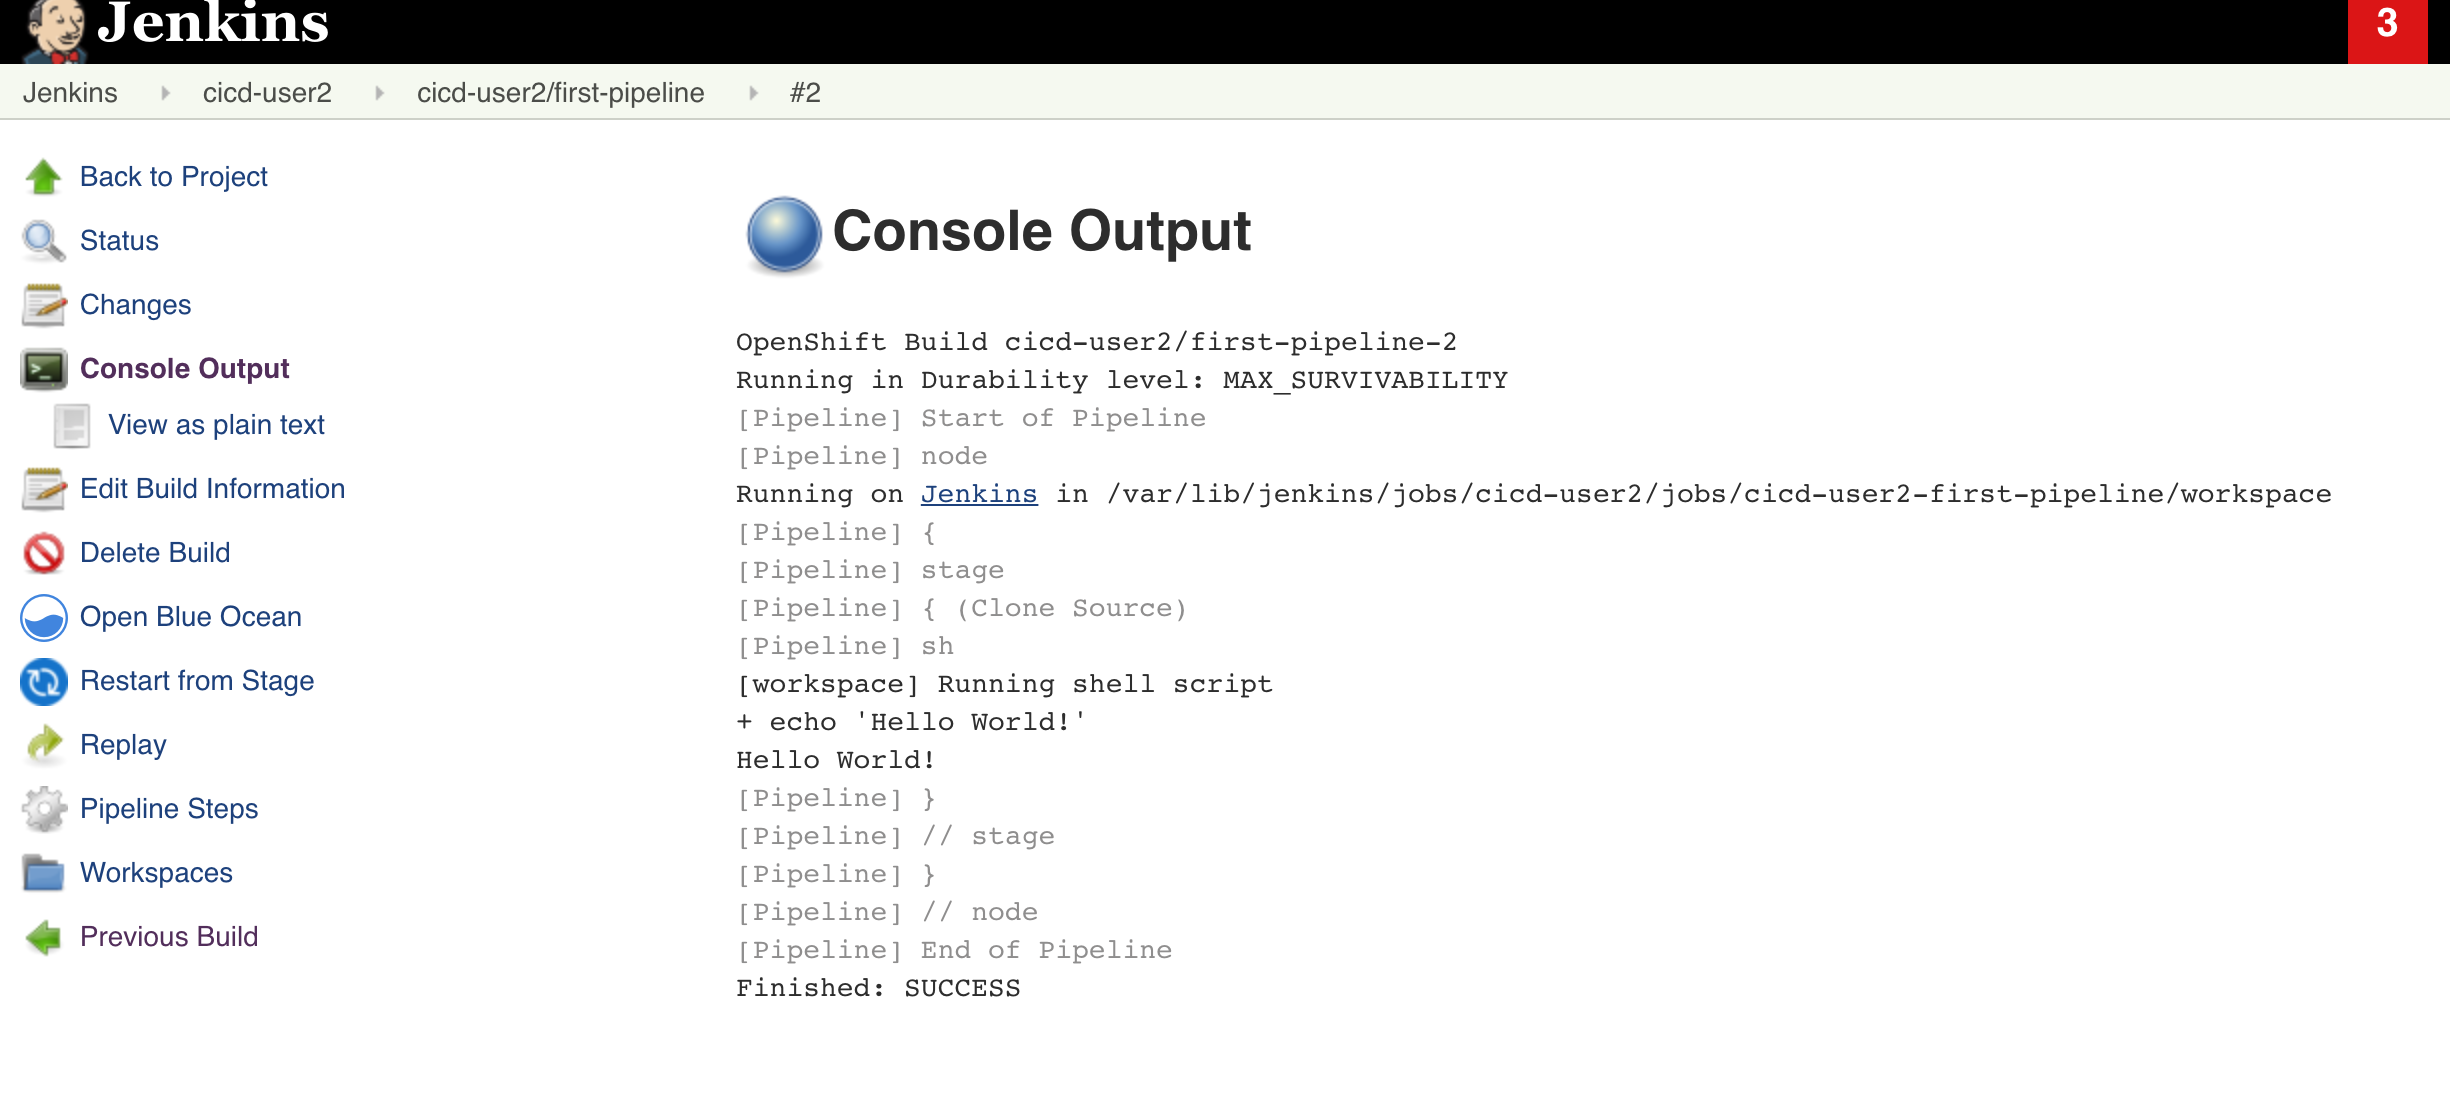 Jenkins
3
Jenkins cicd-user2 cicd-user2/first-pipeline #2
Back to Project
Status
Changes
Console Output
View as plain text
Edit Build Information
Delete Build
Open Blue Ocean
Restart from Stage
Replay
Pipeline Steps
Workspaces
Previous Build
Console Output
OpenShift Build cicd-user2/first-pipeline-2
Running in Durability level: MAX_SURVIVABILITY
[Pipeline] Start of Pipeline
[Pipeline] node
Running on Jenkins in /var/lib/jenkins/jobs/cicd-user2/jobs/cicd-user2-first-pipeline/workspace
[Pipeline] {
[Pipeline] stage
[Pipeline] { (Clone Source)
[Pipeline] sh
[workspace] Running shell script
+ echo 'Hello World!'
Hello World!
[Pipeline] }
[Pipeline] // stage
[Pipeline] }
[Pipeline] // node
[Pipeline] End of Pipeline
Finished: SUCCESS